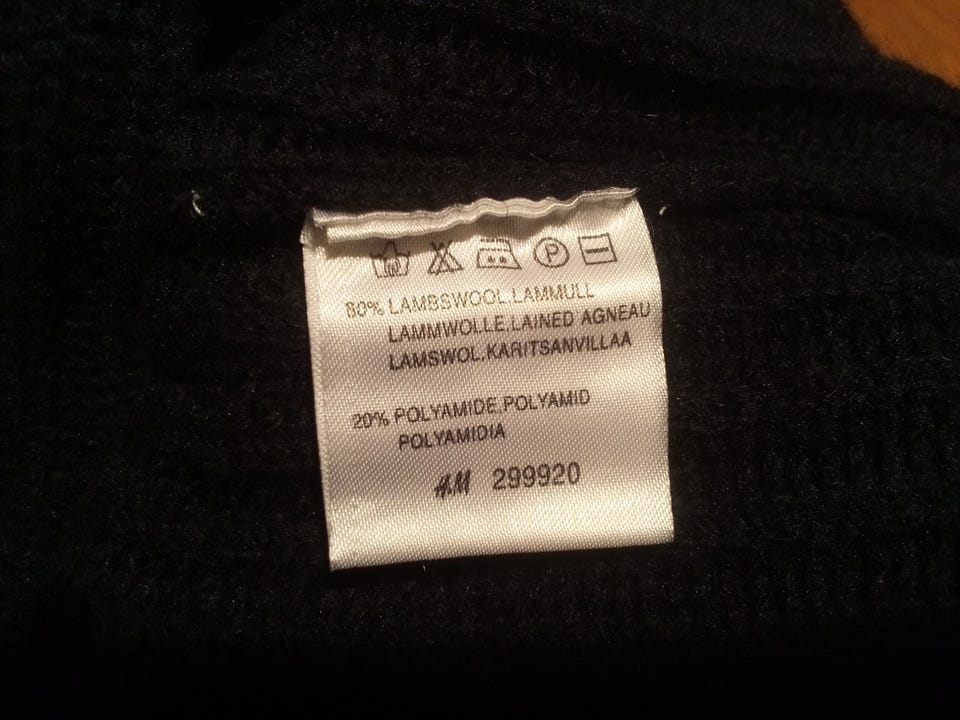 P
80% LAMBSWOOL.LAMMULL
LAMMWOLLE.LAINED AGNEAU
LAMSWOL.KARITSANVILLAA
20% POLYAMIDE.POLYAMID
POLYAMIDIA
H&M 299920